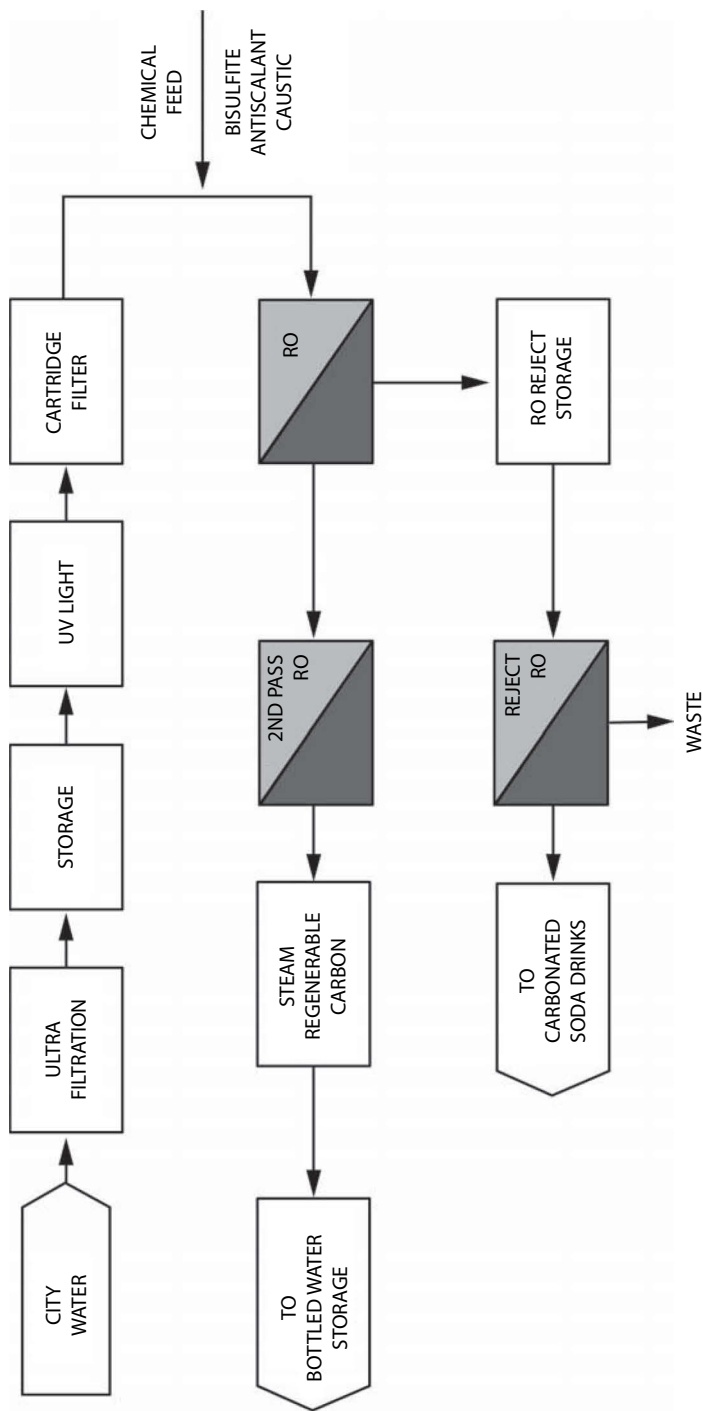 CITY
WATER
ULTRA
FILTRATION
STORAGE
UV LIGHT
CARTRIDGE
FILTER
CHEMICAL
FEED
BISULFITE
ANTISCALANT
CAUSTIC
RO
2ND PASS
RO
STEAM
REGENERABLE
CARBON
TO
BOTTLED WATER
STORAGE
RO REJECT
STORAGE
REJECT
RO
WASTE
TO
CARBONATED
SODA DRINKS